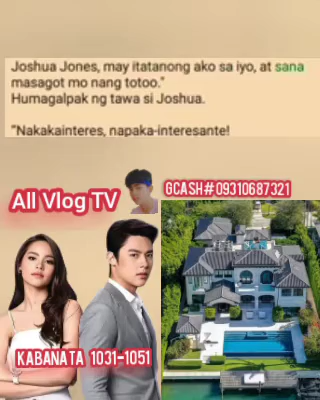 Joshua Jones, may itatanong ako sa iyo, at sana
masagot mo nang totoo."
Humagalpak ng tawa si Joshua.
"Nakakainteres, napaka-interesante!
All Vlog TV
GCASH#09310687321
KABANATA 1031-1051